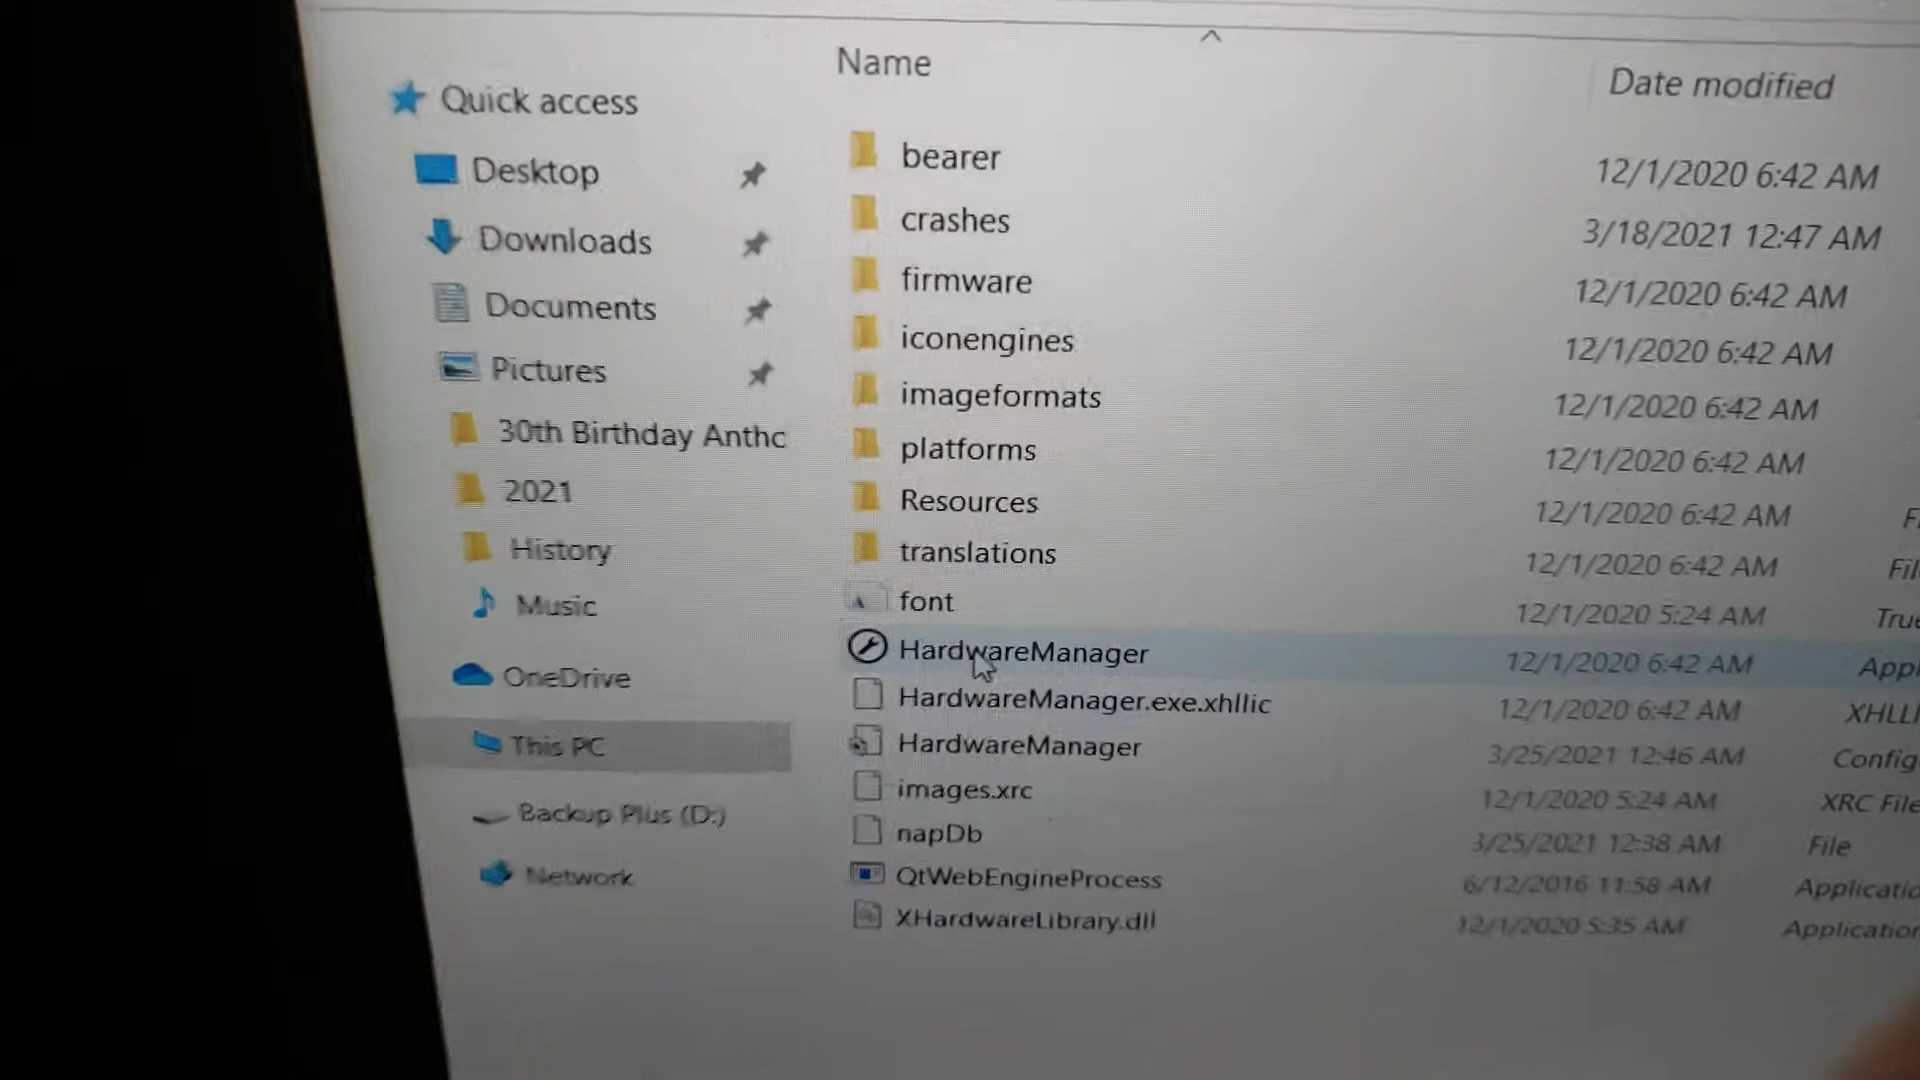 Name
Date modified
Quick access
Desktop
Downloads
Documents
Pictures
30th Birthday Anthc
2021
History
Music
OneDrive
This PC
Backup Plus (D:)
Network
bearer 12/1/2020 6:42 AM
crashes 3/18/2021 12:47 AM
firmware 12/1/2020 6:42 AM
iconengines 12/1/2020 6:42 AM
imageformats 12/1/2020 6:42 AM
platforms 12/1/2020 6:42 AM
Resources 12/1/2020 6:42 AM
translations 12/1/2020 6:42 AM Fil
font 12/1/2020 5:24 AM True
HardwareManager 12/1/2020 6:42 AM Appl
HardwareManager.exe.xhllic 12/1/2020 6:42 AM XHLLI
HardwareManager 3/25/2021 12:46 AM Config
images.xrc 12/1/2020 5:24 AM XRC File
napDb 3/25/2021 12:38 AM File
QtWebEngineProcess 6/12/2016 11:58 AM Applicatio
XHardwareLibrary.dll 12/1/2020 5:35 AM Application